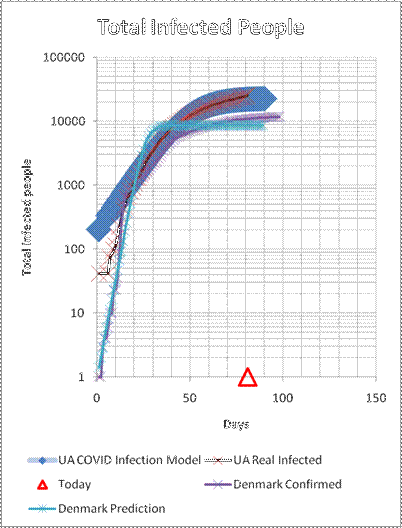 Total Infected People
100000
10000
1000
100
10
1
Total Infected people
0 50 100 150
Days
UA COVID Infection Model UA Real Infected
Today Denmark Confirmed
Denmark Prediction